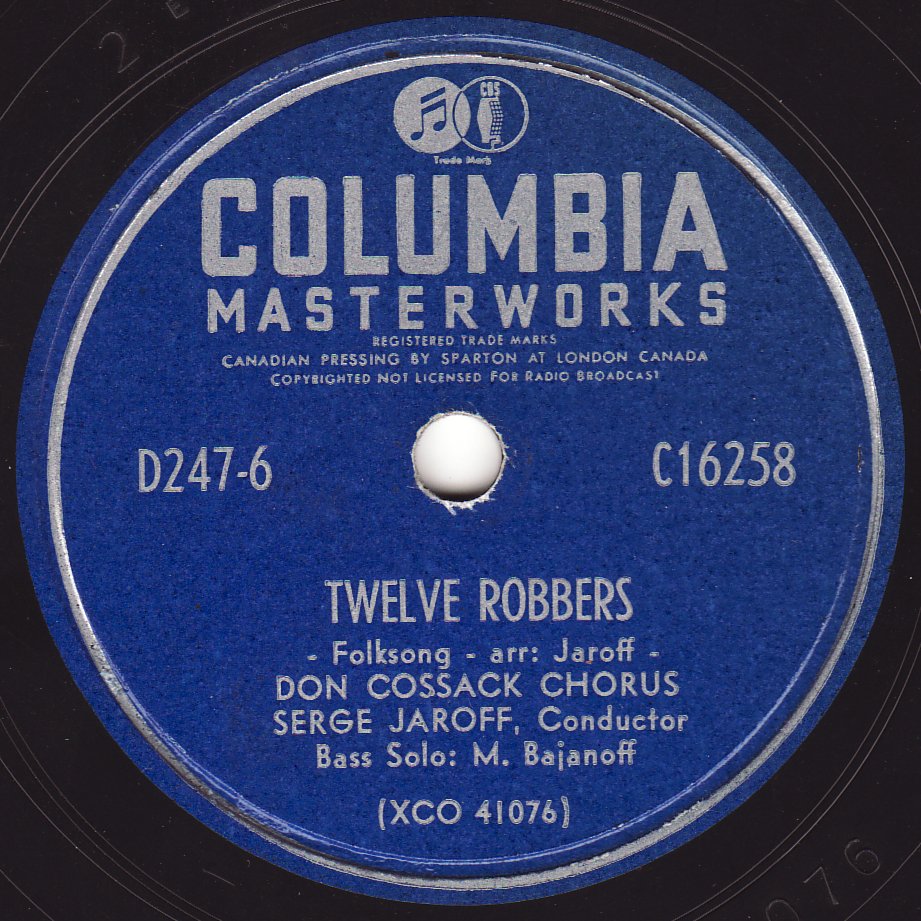 CBS
Trade Mark
COLUMBIA
MASTERWORKS
REGISTERED TRADE MARKS
CANADIAN PRESSING BY SPARTON AT LONDON CANADA
COPYRIGHTED NOT LICENSED FOR RADIO BROADCAST
D247-6
C16258
TWELVE ROBBERS
- Folksong - arr: Jaroff -
DON COSSACK CHORUS
SERGE JAROFF, Conductor
Bass Solo: M. Bajanoff
(XCO 41076)